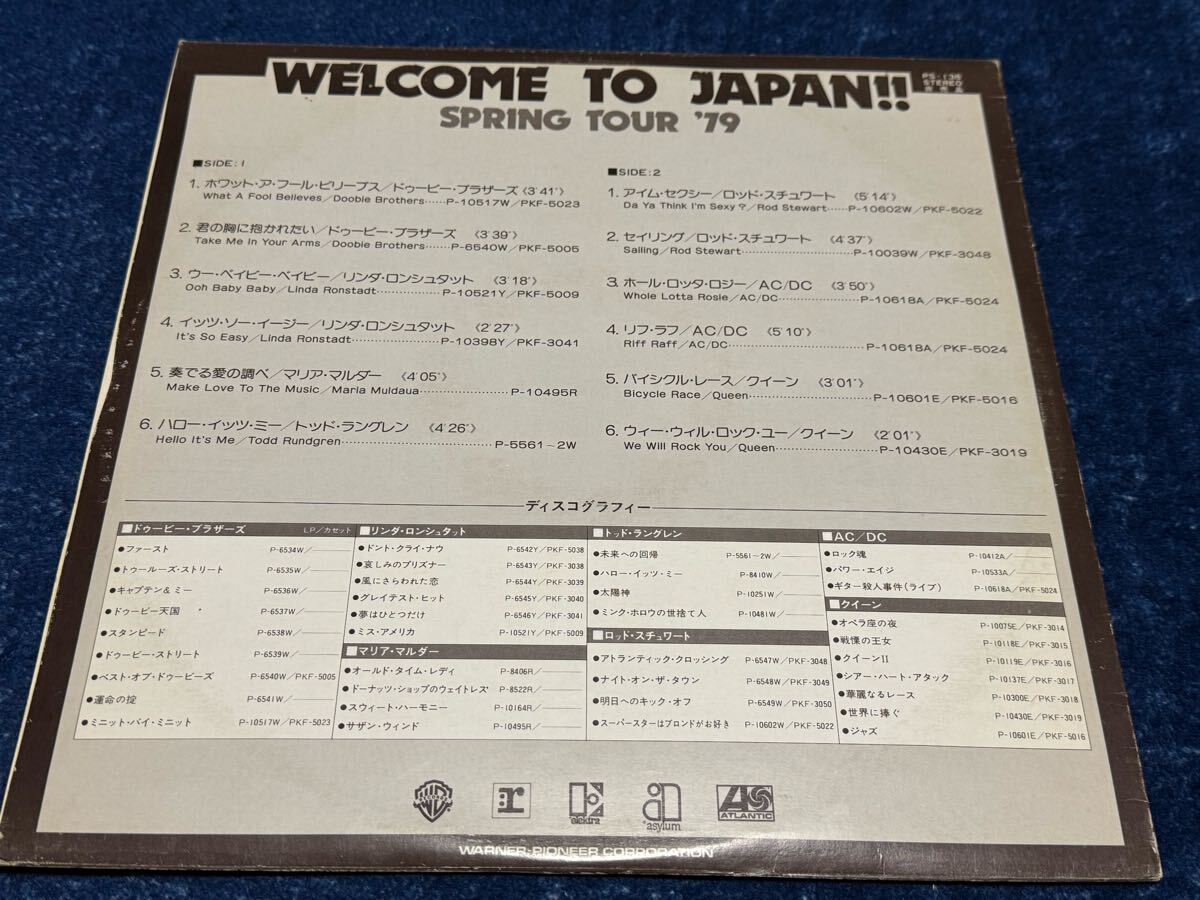 WELCOME TO JAPAN!!
SPRING TOUR '79
PS-136
STEREO
非売品
■SIDE: 1
1. ホワット・ア・フール・ビリーブス/ドゥービー・ブラザーズ 《3'41"》
What A Fool Believes/Doobie Brothers……P-10517W/PKF-5023
2. 君の胸に抱かれたい/ドゥービー・ブラザーズ 《3'39"》
Take Me In Your Arms/Doobie Brothers……P-6540W/PKF-5005
3. ウー・ベイビー・ベイビー/リンダ・ロンシュタット 《3'18"》
Ooh Baby Baby/Linda Ronstadt………………P-10521Y/PKF-5009
4. イッツ・ソー・イージー/リンダ・ロンシュタット 《2'27"》
It's So Easy/Linda Ronstadt………………………P-10398Y/PKF-3041
5. 奏でる愛の調べ/マリア・マルダー 《4'05"》
Make Love To The Music/Maria Muldaua……………………P-10495R
6. ハロー・イッツ・ミー/トッド・ラングレン 《4'26"》
Hello It's Me/Todd Rundgren……………………………………P-5561~2W
■SIDE: 2
1. アイム・セクシー/ロッド・スチュワート 《5'14"》
Da Ya Think I'm Sexy?/Rod Stewart……P-10602W/PKF-5022
2. セイリング/ロッド・スチュワート 《4'37"》
Sailing/Rod Stewart…………………………P-10039W/PKF-3048
3. ホール・ロッタ・ロジー/AC/DC 《3'50"》
Whole Lotta Rosie/AC/DC…………………P-10618A/PKF-5024
4. リフ・ラフ/AC/DC 《5'10"》
Riff Raff/AC/DC………………………………P-10618A/PKF-5024
5. バイシクル・レース/クイーン 《3'01"》
Bicycle Race/Queen……………………………P-10601E/PKF-5016
6. ウィー・ウィル・ロック・ユー/クイーン 《2'01"》
We Will Rock You/Queen………………………P-10430E/PKF-3019
ディスコグラフィー
■ドゥービー・ブラザーズ LP/カセット
●ファースト P-6534W/――
●トゥールーズ・ストリート P-6535W/――
●キャプテン&ミー P-6536W/――
●ドゥービー天国 P-6537W/――
●スタンピード P-6538W/――
●ドゥービー・ストリート P-6539W/――
●ベスト・オブ・ドゥービーズ P-6540W/PKF-5005
●運命の掟 P-6541W/――
●ミニット・バイ・ミニット P-10517W/PKF-5023
■リンダ・ロンシュタット
●ドント・クライ・ナウ P-6542Y/PKF-5038
●哀しみのプリズナー P-6543Y/PKF-3038
●風にさらわれた恋 P-6544Y/PKF-3039
●グレイテスト・ヒット P-6545Y/PKF-3040
●夢はひとつだけ P-6546Y/PKF-3041
●ミス・アメリカ P-10521Y/PKF-5009
■マリア・マルダー
●オールド・タイム・レディ P-8406R/――
●ドーナッツ・ショップのウェイトレス P-8522R/――
●スウィート・ハーモニー P-10164R/――
●サザン・ウィンド P-10495R/――
■トッド・ラングレン
●未来への回帰 P-5561~2W/――
●ハロー・イッツ・ミー P-8410W/――
●太陽神 P-10251W/――
●ミンク・ホロウの世捨て人 P-10481W/――
■ロッド・スチュワート
●アトランティック・クロッシング P-6547W/PKF-3048
●ナイト・オン・ザ・タウン P-6548W/PKF-3049
●明日へのキック・オフ P-6549W/PKF-3050
●スーパースターはブロンドがお好き P-10602W/PKF-5022
■AC/DC
●ロック魂 P-10412A/――
●パワー・エイジ P-10533A/――
●ギター殺人事件(ライブ) P-10618A/PKF-5024
■クイーン
●オペラ座の夜 P-10075E/PKF-3014
●戦慄の王女 P-10118E/PKF-3015
●クイーンII P-10119E/PKF-3016
●シアー・ハート・アタック P-10137E/PKF-3017
●華麗なるレース P-10300E/PKF-3018
●世界に捧ぐ P-10430E/PKF-3019
●ジャズ P-10601E/PKF-5016
elektra
asylum
ATLANTIC
WARNER-PIONEER CORPORATION